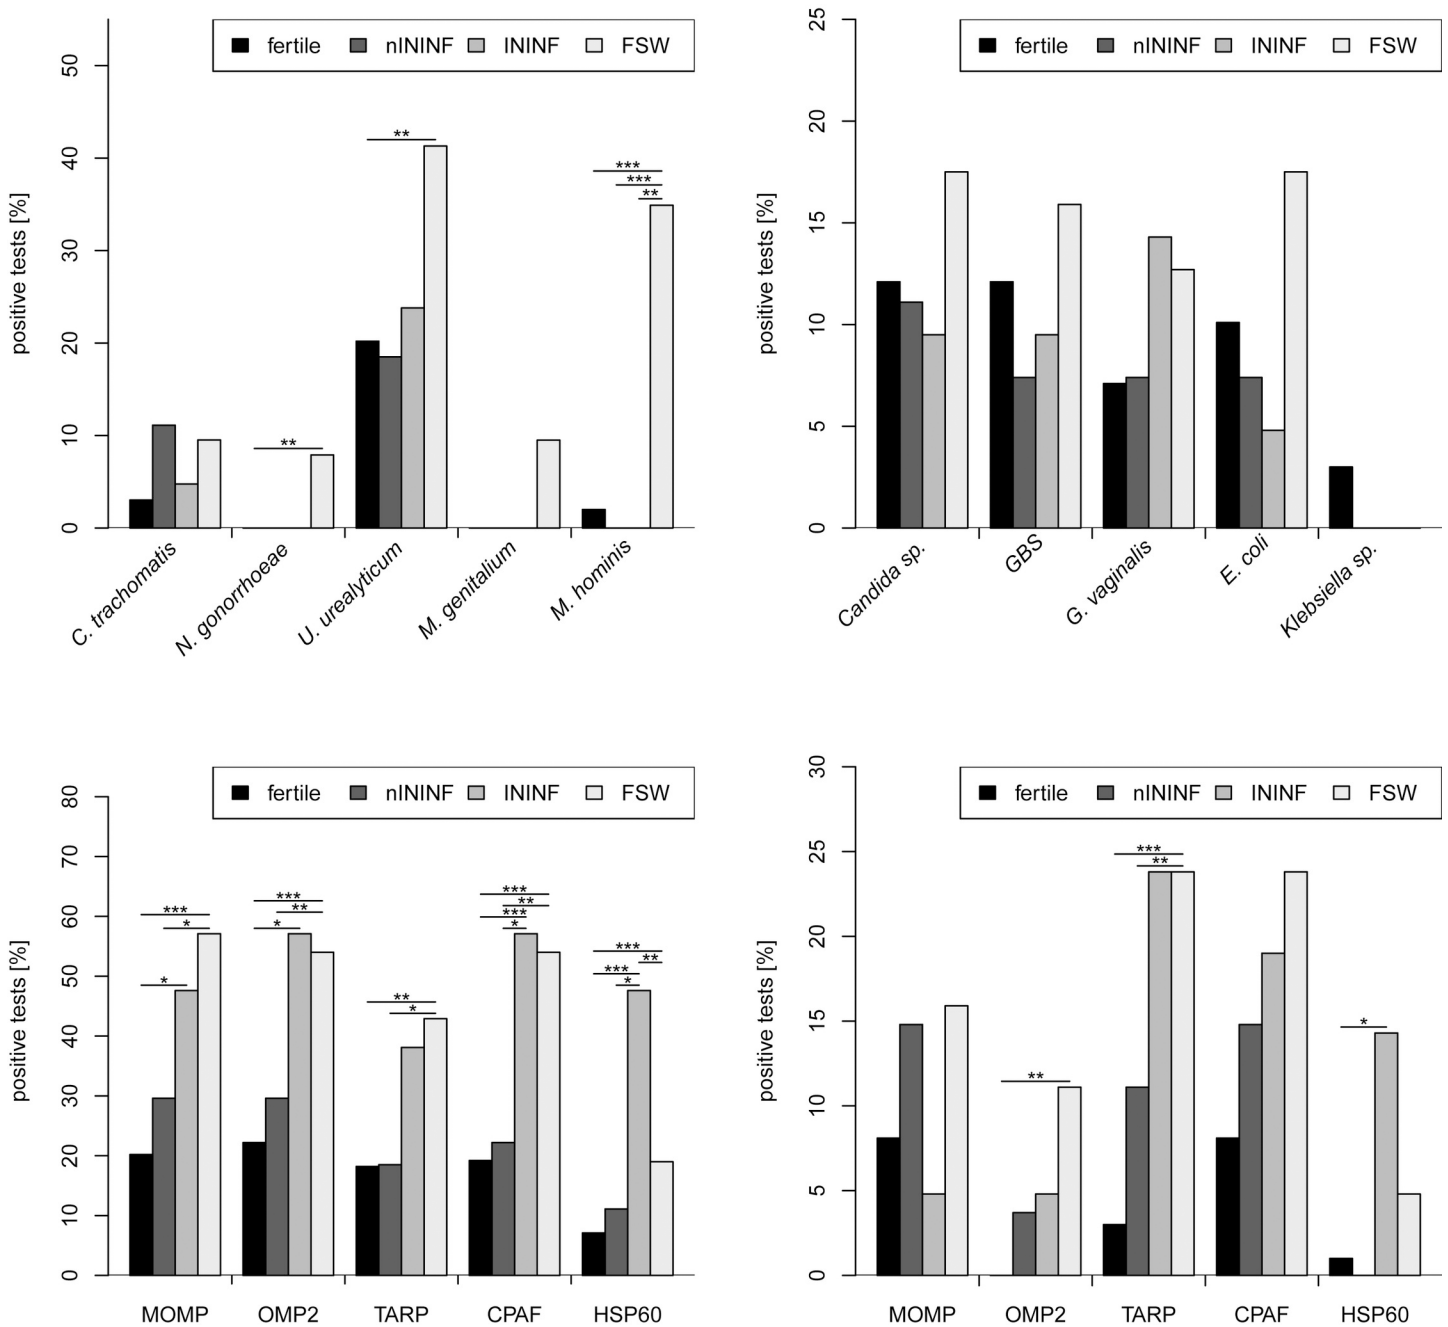 fertile nININF ININF FSW
positive tests [%]
0 10 20 30 40 50
**
**
***
***
**
C. trachomatis
N. gonorrhoeae
U. urealyticum
M. genitalium
M. hominis
fertile nININF ININF FSW
positive tests [%]
0 5 10 15 20 25
Candida sp.
GBS
G. vaginalis
E. coli
Klebsiella sp.
fertile nININF ININF FSW
positive tests [%]
0 10 20 30 40 50 60 70 80
***
*
*
***
**
*
**
*
***
**
***
*
***
**
***
*
MOMP OMP2 TARP CPAF HSP60
fertile nININF ININF FSW
positive tests [%]
0 5 10 15 20 25 30
**
***
**
*
MOMP OMP2 TARP CPAF HSP60